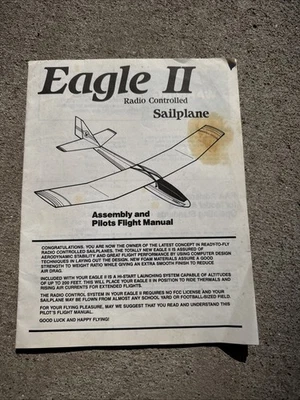 Eagle II
Radio Controlled
Sailplane
Assembly and
Pilots Flight Manual
CONGRATULATIONS, YOU ARE NOW THE OWNER OF THE LATEST CONCEPT IN READY-TO-FLY
RADIO CONTROLLED SAILPLANES. THE TOTALLY NEW EAGLE II IS ASSURED OF
AERODYNAMIC STABILITY AND GREAT FLIGHT PERFORMANCE BY USING COMPUTER DESIGN
TECHNIQUES IN LAYING OUT THE DESIGN. NEW FOAM MATERIALS ASSURE A GOOD
STRENGTH TO WEIGHT RATIO WHILE GIVING AN EXTRA SMOOTH FINISH TO REDUCE
AIR DRAG.
INCLUDED WITH YOUR EAGLE II IS A HI-START LAUNCHING SYSTEM CAPABLE OF ALTITUDES
OF UP TO 200 FEET. THIS WILL PLACE YOUR EAGLE II IN POSITION TO RIDE THERMALS AND
RISING AIR CURRENTS FOR EXTENDED FLIGHTS.
THE RADIO CONTROL SYSTEM IN YOUR EAGLE II REQUIRES NO FCC LICENSE AND YOUR
SAILPLANE MAY BE FLOWN FROM ALMOST ANY SCHOOL YARD OR FOOTBALL-SIZED FIELD.
FOR YOUR FLYING PLEASURE, MAY WE SUGGEST THAT YOU READ AND UNDERSTAND THIS
PILOT'S FLIGHT MANUAL.
GOOD LUCK AND HAPPY FLYING!